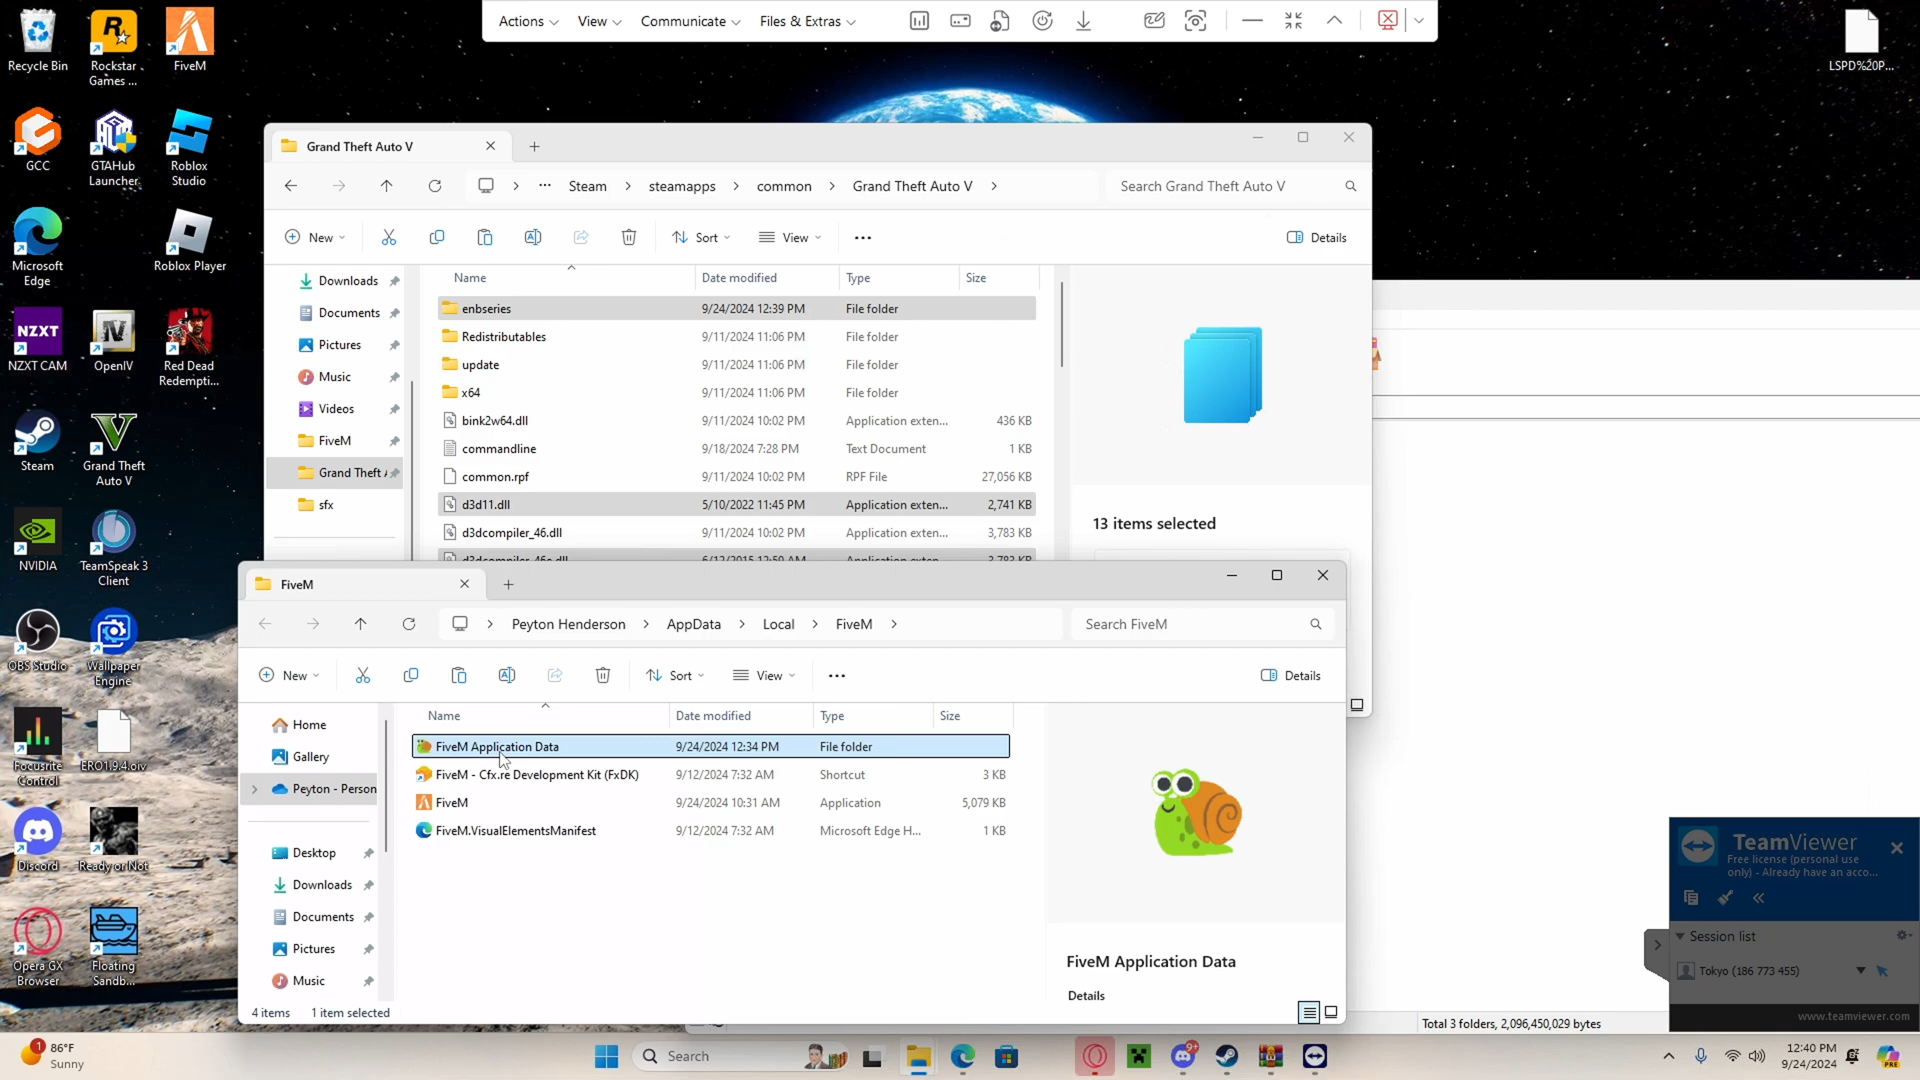 Actions
View
Communicate
Files & Extras
Recycle Bin
Rockstar Games ...
FiveM
LSPD%20P...
GCC
GTAHub Launcher
Roblox Studio
Microsoft Edge
Roblox Player
NZXT
NZXT CAM
OpenIV
Red Dead Redempti...
Steam
Grand Theft Auto V
NVIDIA
TeamSpeak 3 Client
OBS Studio
Wallpaper Engine
Focusrite Control
ERO1.9.4.oiv
Discord
Ready or Not
Opera GX Browser
Floating Sandb...
Grand Theft Auto V
Steam
steamapps
common
Grand Theft Auto V
Search Grand Theft Auto V
New
Sort
View
Details
Downloads
Documents
Pictures
Music
Videos
FiveM
Grand Theft A
sfx
Name Date modified Type Size
enbseries 9/24/2024 12:39 PM File folder
Redistributables 9/11/2024 11:06 PM File folder
update 9/11/2024 11:06 PM File folder
x64 9/11/2024 11:06 PM File folder
bink2w64.dll 9/11/2024 10:02 PM Application exten... 436 KB
commandline 9/18/2024 7:28 PM Text Document 1 KB
common.rpf 9/11/2024 10:02 PM RPF File 27,056 KB
d3d11.dll 5/10/2022 11:45 PM Application exten... 2,741 KB
d3dcompiler_46.dll 9/11/2024 10:02 PM Application exten... 3,783 KB
13 items selected
FiveM
Peyton Henderson
AppData
Local
FiveM
Search FiveM
New
Sort
View
Details
Home
Gallery
Peyton - Person
Desktop
Downloads
Documents
Pictures
Music
Name Date modified Type Size
FiveM Application Data 9/24/2024 12:34 PM File folder
FiveM - Cfx.re Development Kit (FxDK) 9/12/2024 7:32 AM Shortcut 3 KB
FiveM 9/24/2024 10:31 AM Application 5,079 KB
FiveM.VisualElementsManifest 9/12/2024 7:32 AM Microsoft Edge H... 1 KB
FiveM Application Data
Details
4 items 1 item selected
Total 3 folders, 2,096,450,029 bytes
TeamViewer
Free license (personal use
only) - Already have an acco...
Session list
Tokyo (186 773 455)
www.teamviewer.com
1
86°F
Sunny
Search
9+
12:40 PM
9/24/2024
PRE